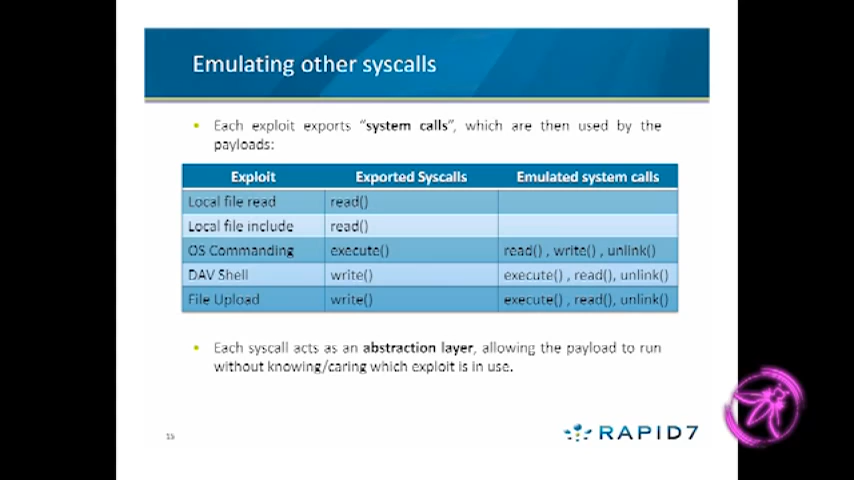 Emulating other syscalls
• Each exploit exports “system calls”, which are then used by the
payloads:
Exploit Exported Syscalls Emulated system calls
Local file read read()
Local file include read()
OS Commanding execute() read() , write() , unlink()
DAV Shell write() execute() , read(), unlink()
File Upload write() execute() , read(), unlink()
• Each syscall acts as an abstraction layer, allowing the payload to run
without knowing/caring which exploit is in use.
RAPID7